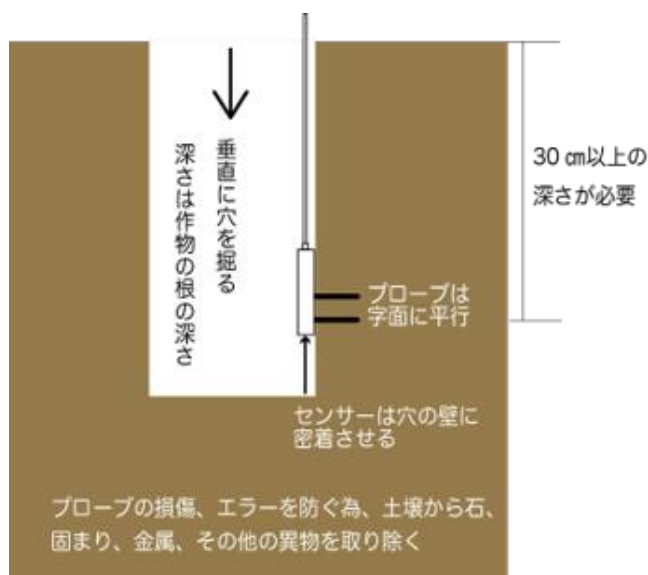 垂直に穴を掘る
深さは作物の根の深さ
30 ㎝以上の
深さが必要
プローブは
字面に平行
センサーは穴の壁に
密着させる
プローブの損傷、エラーを防ぐ為、土壌から石、
固まり、金属、その他の異物を取り除く